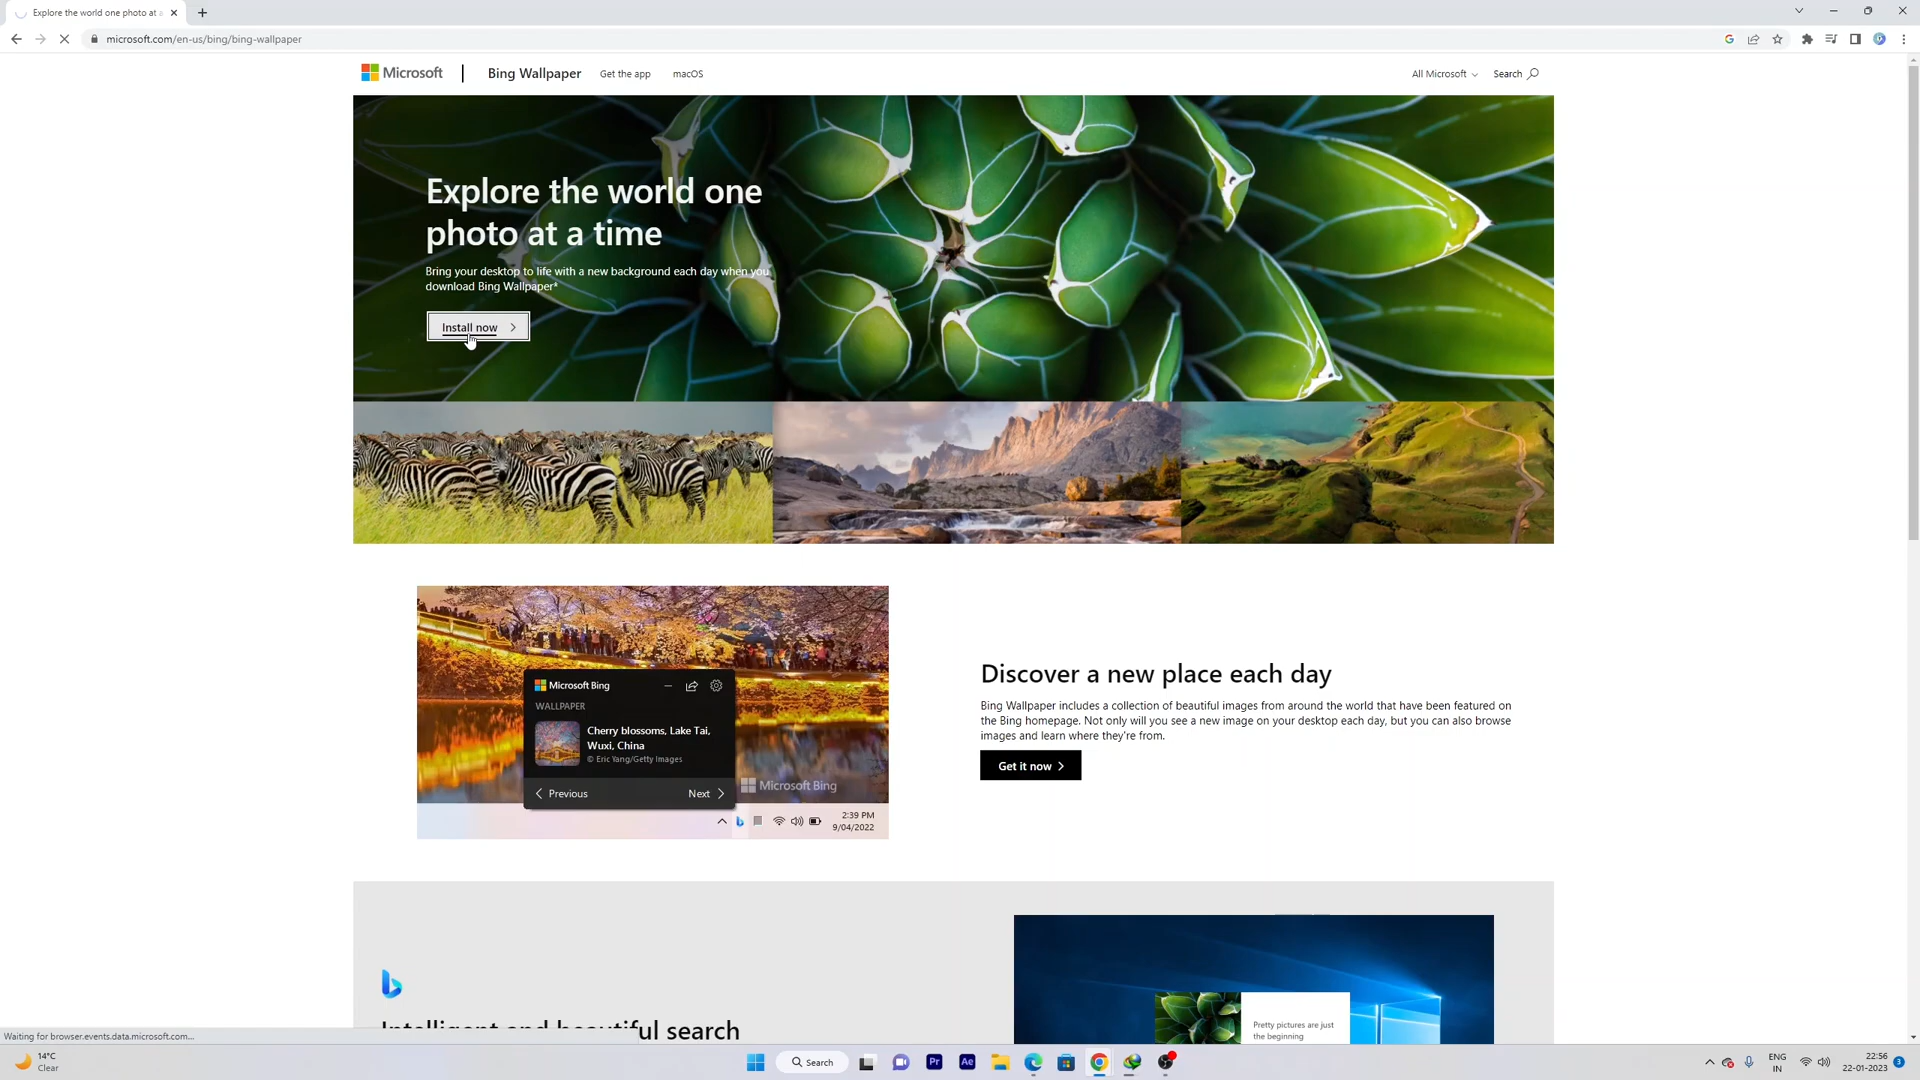 Explore the world one photo at a
microsoft.com/en-us/bing/bing-wallpaper
Microsoft
Bing Wallpaper
Get the app
macOS
All Microsoft
Search
Explore the world one
photo at a time
Bring your desktop to life with a new background each day when you
download Bing Wallpaper*
Install now
Microsoft Bing
WALLPAPER
Cherry blossoms, Lake Tai,
Wuxi, China
© Eric Yang/Getty Images
Previous
Next
Microsoft Bing
2:39 PM
9/04/2022
Discover a new place each day
Bing Wallpaper includes a collection of beautiful images from around the world that have been featured on
the Bing homepage. Not only will you see a new image on your desktop each day, but you can also browse
images and learn where they're from.
Get it now
Intelligent and beautiful search
Pretty pictures are just
the beginning
Waiting for browser.events.data.microsoft.com...
14°C
Clear
Search
Pr
Ae
ENG
IN
22:56
22-01-2023
3